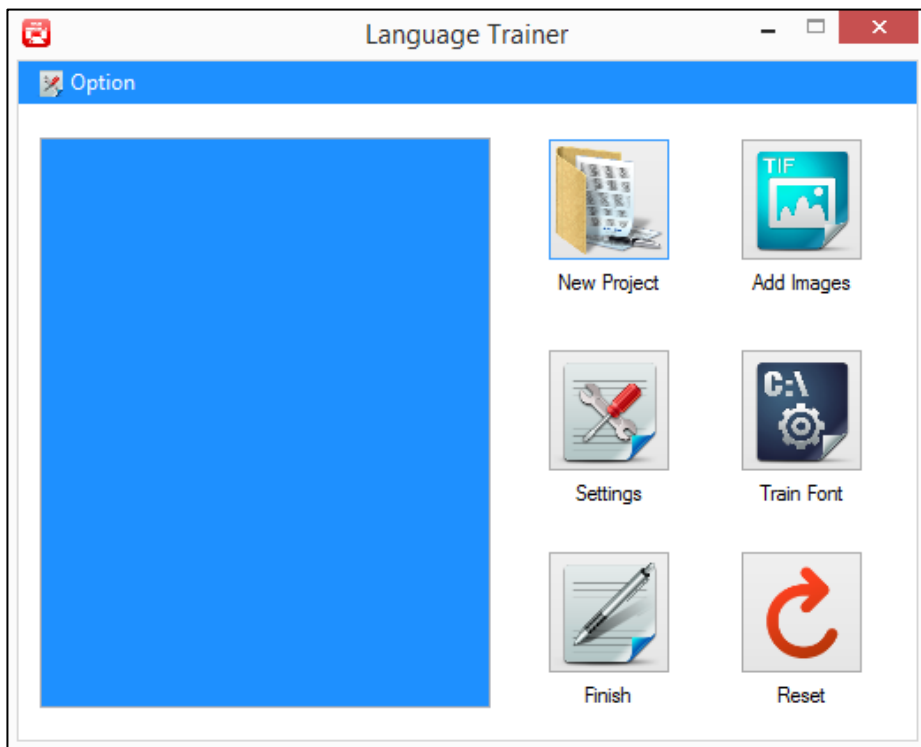 Language Trainer
Option
TIF
New Project
Add Images
C:\
Settings
Train Font
Finish
Reset